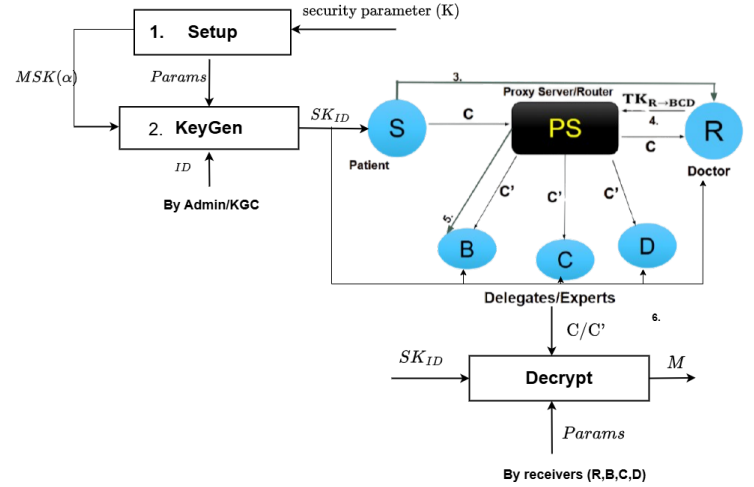 security parameter (K)
1. Setup
MSK(α)
Params
2. KeyGen
SK_ID
ID
By Admin/KGC
3.
Proxy Server/Router
TK_R→BCD
S
C
PS
4.
R
C
Patient
Doctor
C'
C'
C'
5.
B
C
D
Delegates/Experts
6.
C/C'
SK_ID
Decrypt
M
Params
By receivers (R,B,C,D)